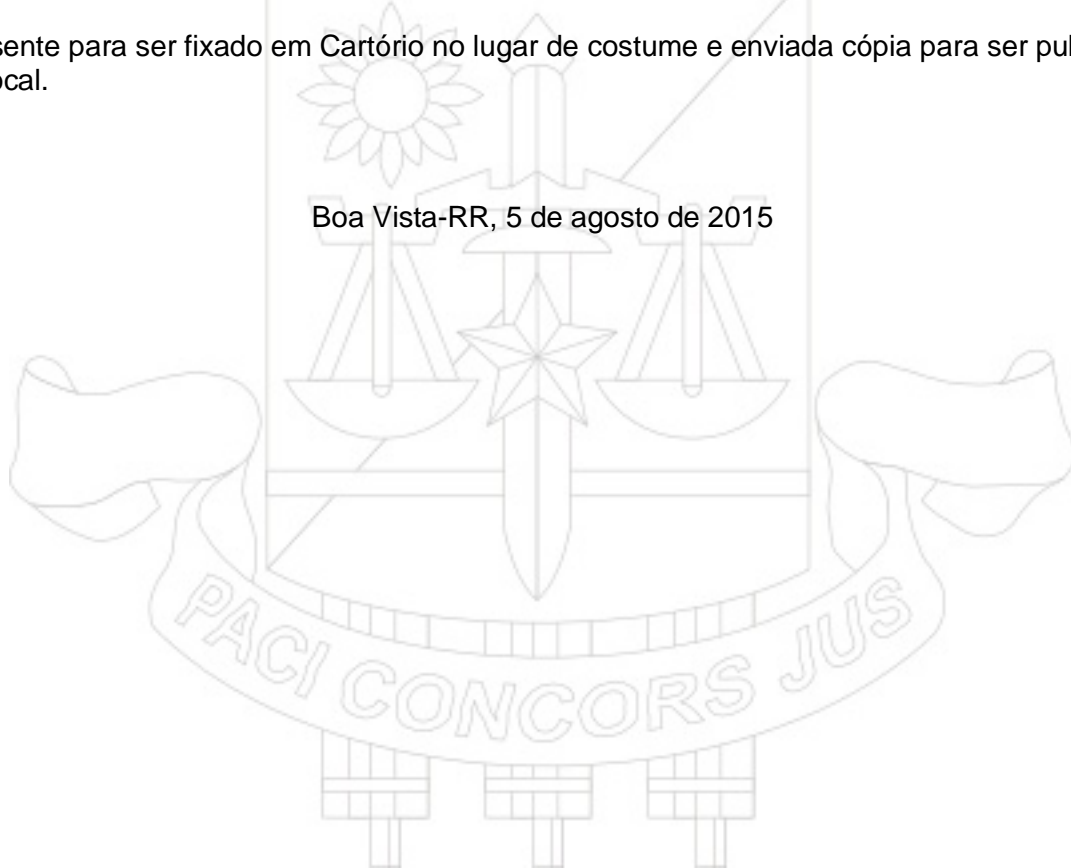 sente para ser fixado em Cartório no lugar de costume e enviada cópia para ser pul
ocal.
Boa Vista-RR, 5 de agosto de 2015
PACI CONCORS JUS